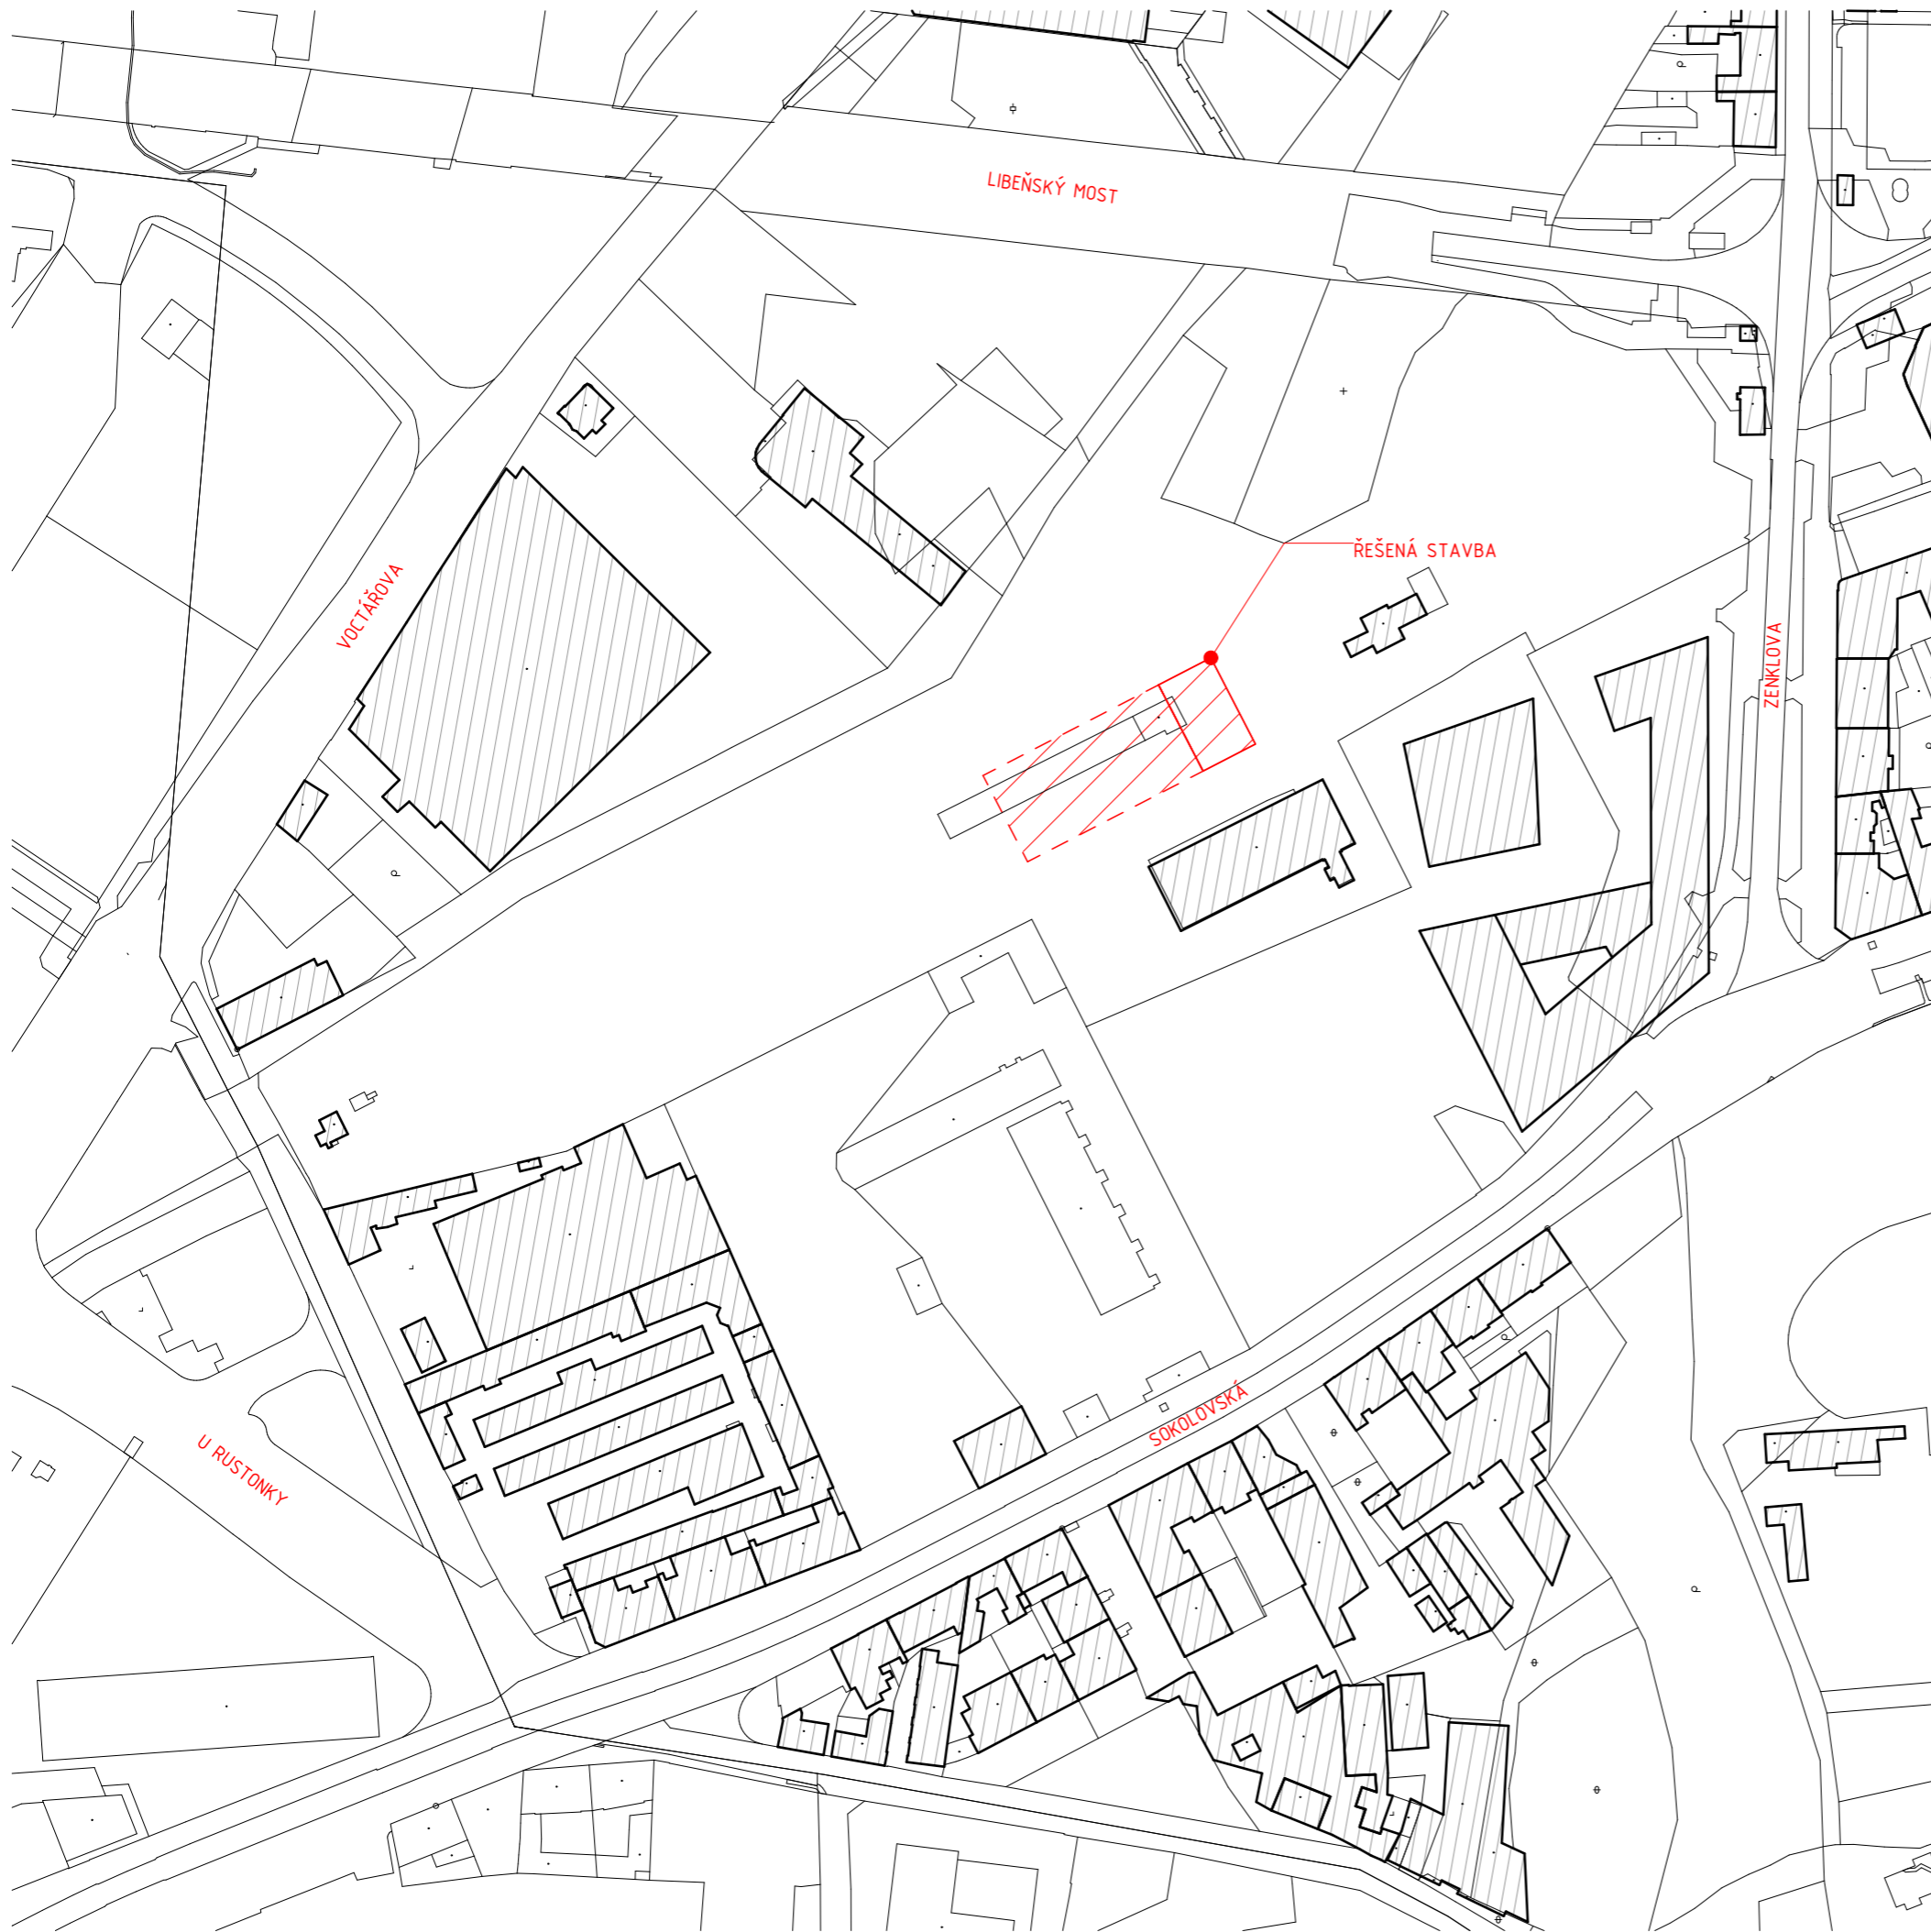 LIBEŇSKÝ MOST
ŘEŠENÁ STAVBA
VOCTÁŘOVA
ZENKLOVA
SOKOLOVSKÁ
U RUSTONKY